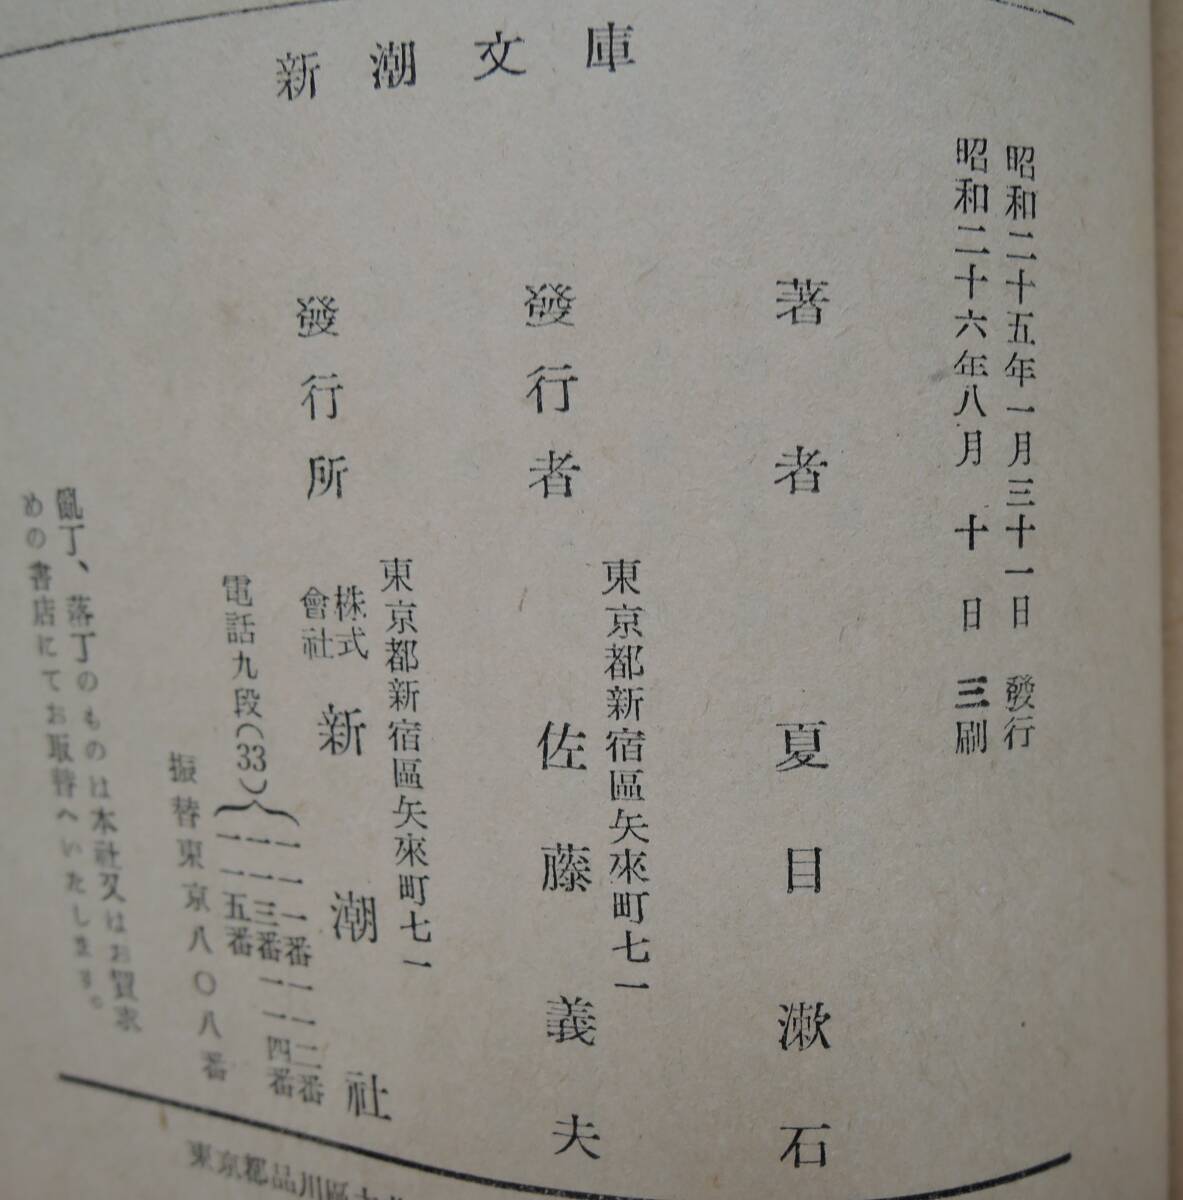 新潮文庫
昭和二十五年一月三十一日 發行
昭和二十六年八月 十 日 三刷
著者 夏目漱石
東京都新宿區矢來町七一
發行者 佐藤義夫
東京都新宿區矢來町七一
發行所 株式會社 新潮社
電話九段(33)
一一一番 一一二番
一一三番 一一四番
一一五番
振替東京八〇八番
亂丁、落丁のものは本社又はお買求
めの書店にてお取替へいたします。
東京都品川區